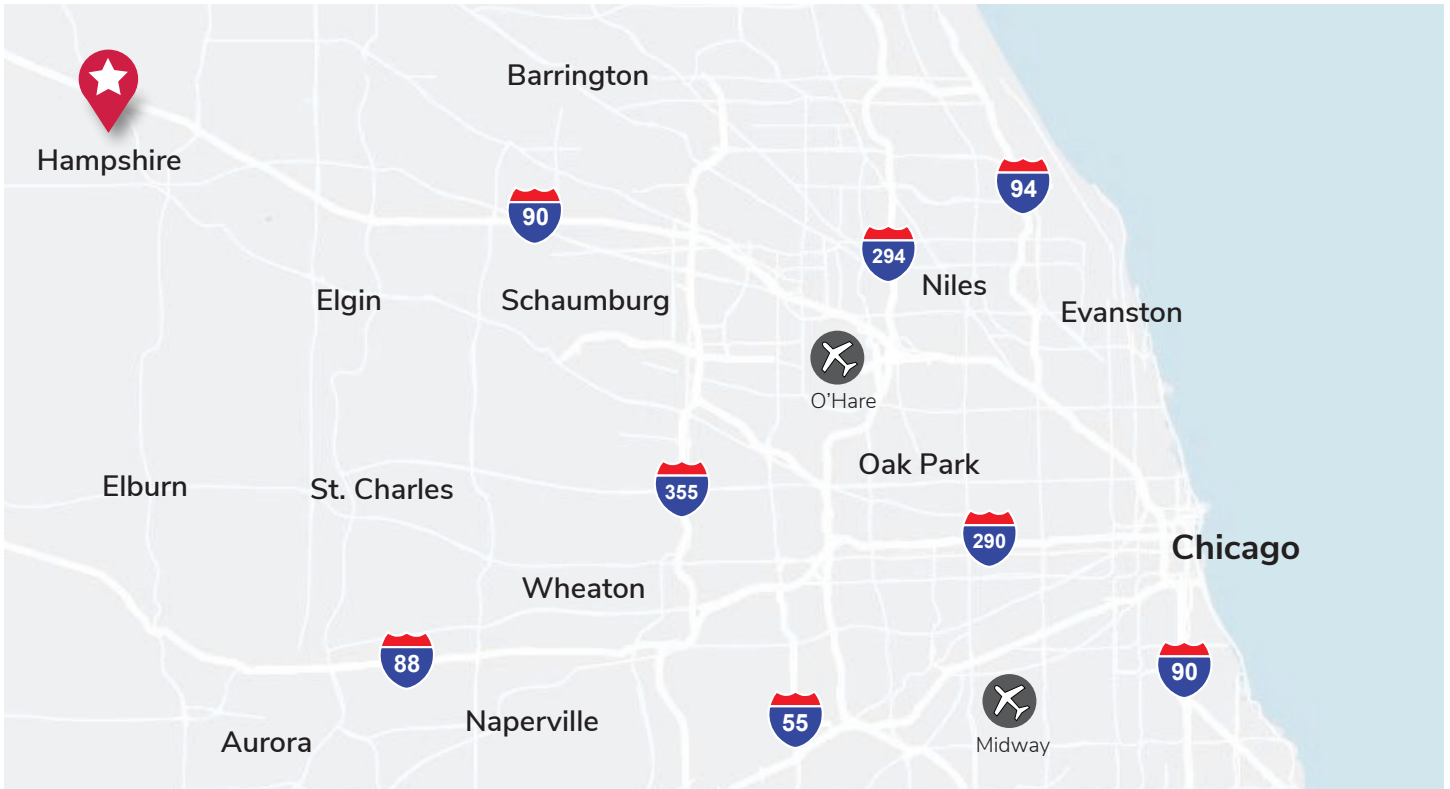 Barrington
Hampshire
94
90
294
Niles
Elgin
Schaumburg
Evanston
O'Hare
Oak Park
Elburn
St. Charles
355
290
Chicago
Wheaton
88
90
Naperville
55
Aurora
Midway